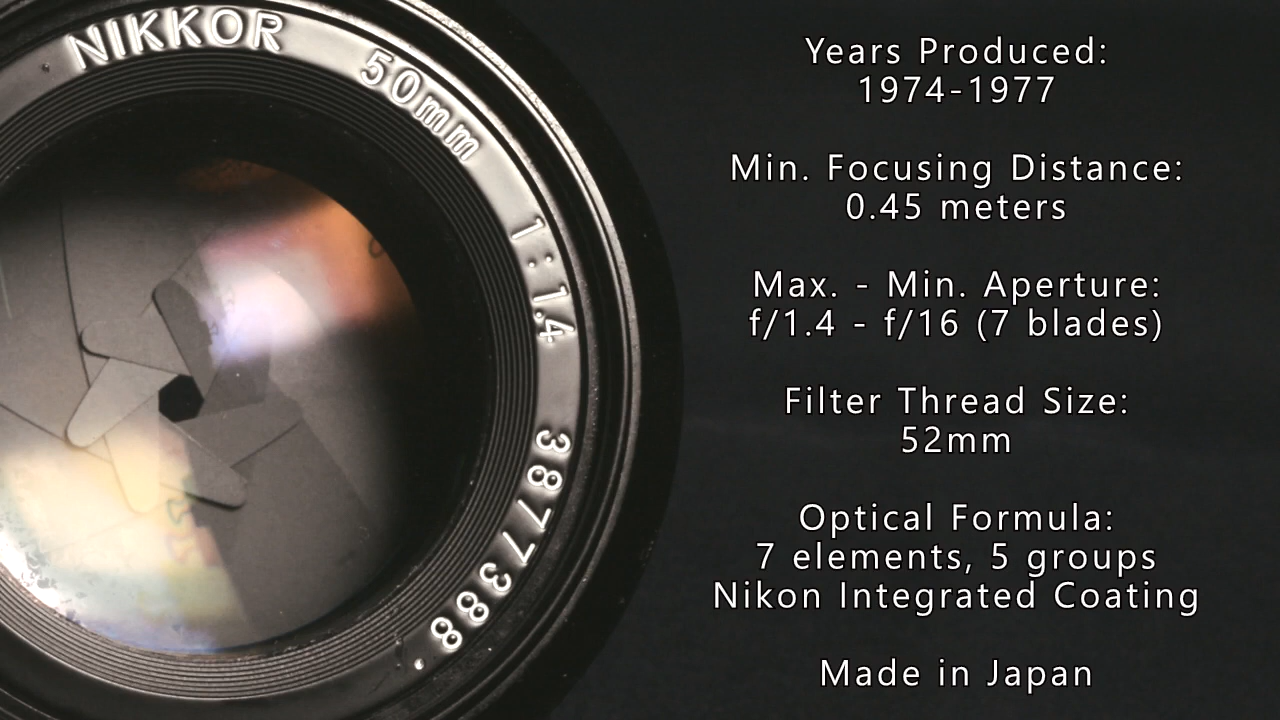 NIKKOR 50mm 1:1.4 3877388
Years Produced:
1974-1977
Min. Focusing Distance:
0.45 meters
Max. - Min. Aperture:
f/1.4 - f/16 (7 blades)
Filter Thread Size:
52mm
Optical Formula:
7 elements, 5 groups
Nikon Integrated Coating
Made in Japan